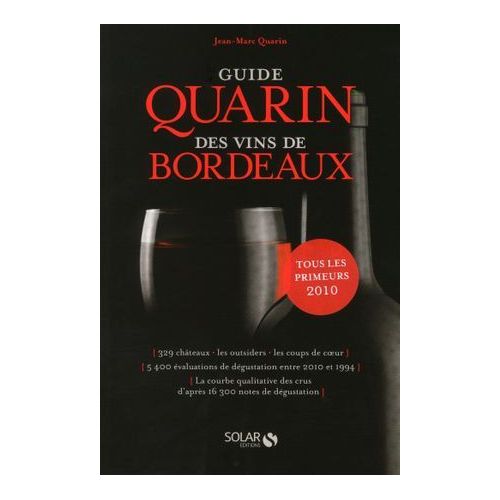 Jean-Marc Quarin
GUIDE
QUARIN
DES VINS DE
BORDEAUX
TOUS LES
PRIMEURS
2010
[ 329 châteaux · les outsiders · les coups de cœur ]
[ 5 400 évaluations de dégustation entre 2010 et 1994 ]
[ La courbe qualitative des crus
d'après 16 300 notes de dégustation ]
SOLAR
ÉDITIONS